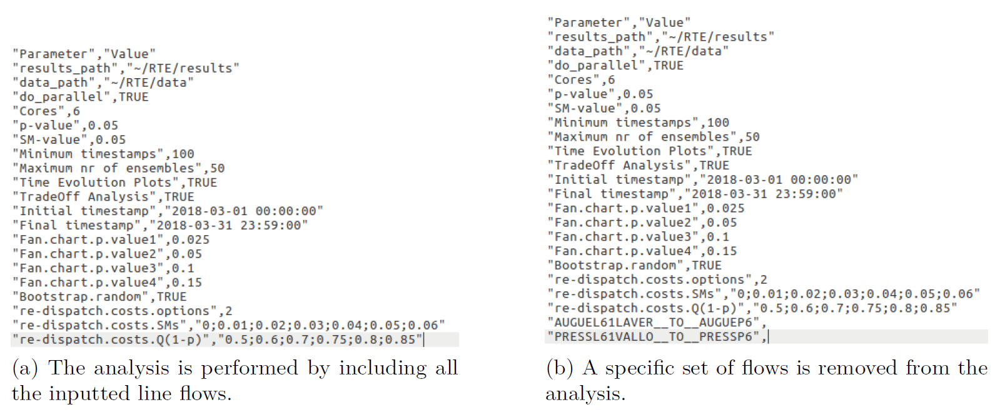 "Parameter","Value"
"results_path","~/RTE/results"
"data_path","~/RTE/data"
"do_parallel",TRUE
"Cores",6
"p-value",0.05
"SM-value",0.05
"Minimum timestamps",100
"Maximum nr of ensembles",50
"Time Evolution Plots",TRUE
"TradeOff Analysis",TRUE
"Initial timestamp","2018-03-01 00:00:00"
"Final timestamp","2018-03-31 23:59:00"
"Fan.chart.p.value1",0.025
"Fan.chart.p.value2",0.05
"Fan.chart.p.value3",0.1
"Fan.chart.p.value4",0.15
"Bootstrap.random",TRUE
"re-dispatch.costs.options",2
"re-dispatch.costs.SMs","0;0.01;0.02;0.03;0.04;0.05;0.06"
"re-dispatch.costs.Q(1-p)","0.5;0.6;0.7;0.75;0.8;0.85"
(a) The analysis is performed by including all
the inputted line flows.
"Parameter","Value"
"results_path","~/RTE/results"
"data_path","~/RTE/data"
"do_parallel",TRUE
"Cores",6
"p-value",0.05
"SM-value",0.05
"Minimum timestamps",100
"Maximum nr of ensembles",50
"Time Evolution Plots",TRUE
"TradeOff Analysis",TRUE
"Initial timestamp","2018-03-01 00:00:00"
"Final timestamp","2018-03-31 23:59:00"
"Fan.chart.p.value1",0.025
"Fan.chart.p.value2",0.05
"Fan.chart.p.value3",0.1
"Fan.chart.p.value4",0.15
"Bootstrap.random",TRUE
"re-dispatch.costs.options",2
"re-dispatch.costs.SMs","0;0.01;0.02;0.03;0.04;0.05;0.06"
"re-dispatch.costs.Q(1-p)","0.5;0.6;0.7;0.75;0.8;0.85"
"AUGUEL61LAVER__TO__AUGUEP6",
"PRESSL61VALLO__TO__PRESSP6",
(b) A specific set of flows is removed from the
analysis.